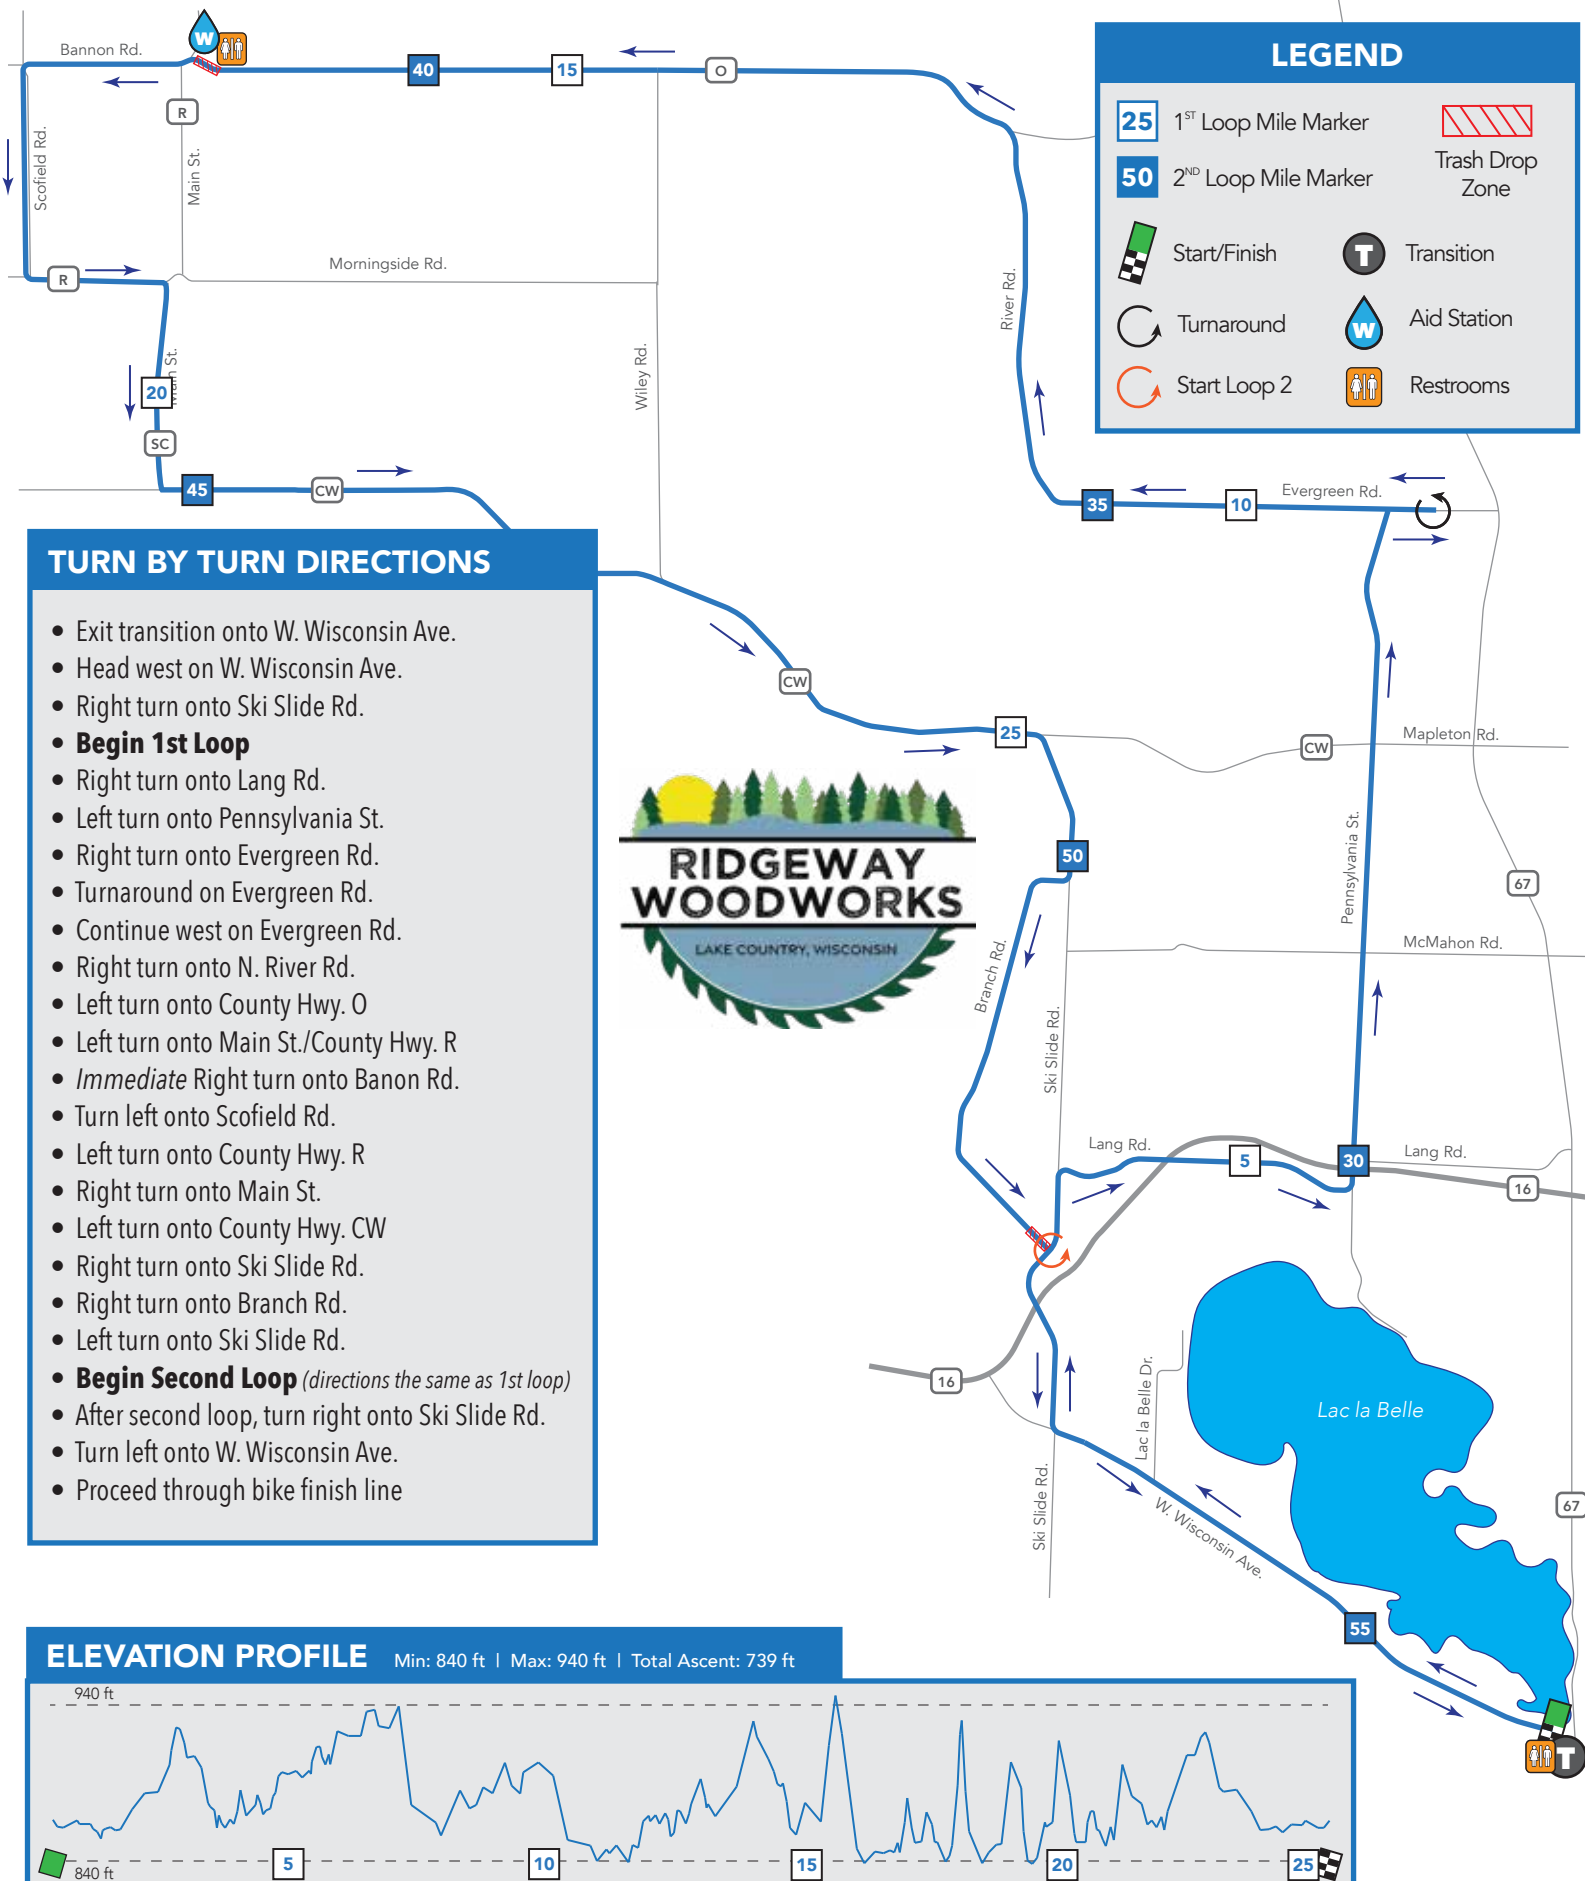 Bannon Rd.
W
40
15
O
R
Scofield Rd.
Main St.
R
Morningside Rd.
Wiley Rd.
River Rd.
LEGEND
25 1ST Loop Mile Marker
50 2ND Loop Mile Marker
Trash Drop
Zone
Start/Finish
T Transition
Turnaround
W Aid Station
Start Loop 2
Restrooms
Main St.
20
SC
45
CW
35
10
Evergreen Rd.
TURN BY TURN DIRECTIONS
• Exit transition onto W. Wisconsin Ave.
• Head west on W. Wisconsin Ave.
• Right turn onto Ski Slide Rd.
• Begin 1st Loop
• Right turn onto Lang Rd.
• Left turn onto Pennsylvania St.
• Right turn onto Evergreen Rd.
• Turnaround on Evergreen Rd.
• Continue west on Evergreen Rd.
• Right turn onto N. River Rd.
• Left turn onto County Hwy. O
• Left turn onto Main St./County Hwy. R
• Immediate Right turn onto Banon Rd.
• Turn left onto Scofield Rd.
• Left turn onto County Hwy. R
• Right turn onto Main St.
• Left turn onto County Hwy. CW
• Right turn onto Ski Slide Rd.
• Right turn onto Branch Rd.
• Left turn onto Ski Slide Rd.
• Begin Second Loop (directions the same as 1st loop)
• After second loop, turn right onto Ski Slide Rd.
• Turn left onto W. Wisconsin Ave.
• Proceed through bike finish line
CW
25
CW
Mapleton Rd.
RIDGEWAY
WOODWORKS
LAKE COUNTRY, WISCONSIN
50
Pennsylvania St.
67
McMahon Rd.
Branch Rd.
Ski Slide Rd.
Lang Rd.
5
30
Lang Rd.
16
16
Lac la Belle Dr.
Lac la Belle
Ski Slide Rd.
W. Wisconsin Ave.
67
55
T
ELEVATION PROFILE Min: 840 ft | Max: 940 ft | Total Ascent: 739 ft
940 ft
840 ft
5
10
15
20
25